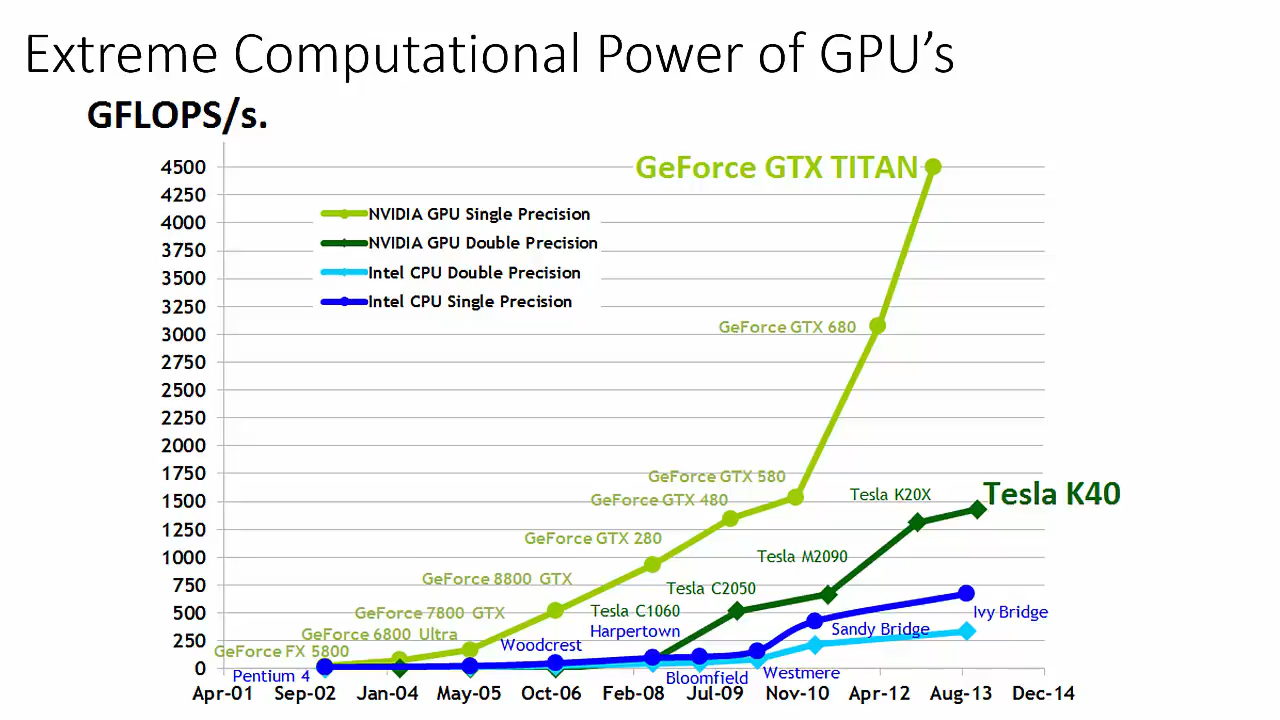 Extreme Computational Power of GPU’s
GFLOPS/s.
4500
4250
4000
3750
3500
3250
3000
2750
2500
2250
2000
1750
1500
1250
1000
750
500
250
0
NVIDIA GPU Single Precision
NVIDIA GPU Double Precision
Intel CPU Double Precision
Intel CPU Single Precision
GeForce GTX TITAN
GeForce GTX 680
GeForce GTX 580
GeForce GTX 480
GeForce GTX 280
GeForce 8800 GTX
GeForce 7800 GTX
GeForce 6800 Ultra
GeForce FX 5800
Tesla K40
Tesla K20X
Tesla M2090
Tesla C2050
Tesla C1060
Harpertown
Woodcrest
Pentium 4
Bloomfield
Westmere
Sandy Bridge
Ivy Bridge
Apr-01 Sep-02 Jan-04 May-05 Oct-06 Feb-08 Jul-09 Nov-10 Apr-12 Aug-13 Dec-14